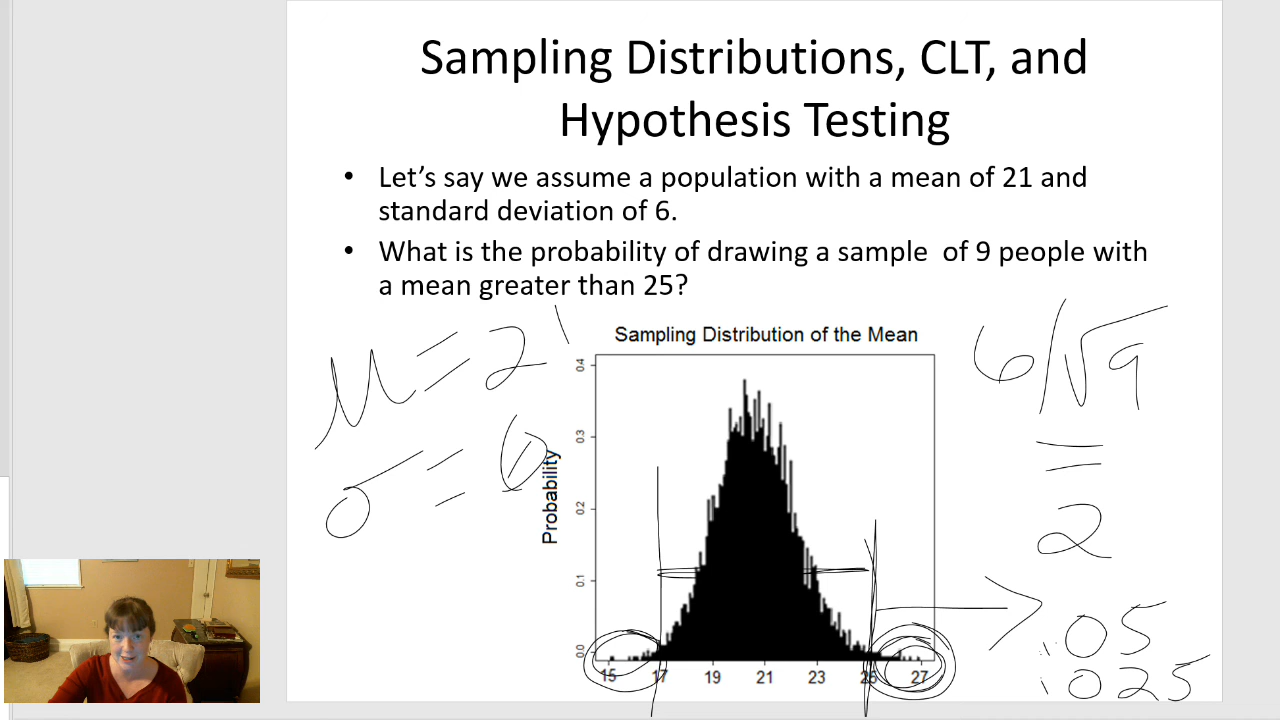 Sampling Distributions, CLT, and
Hypothesis Testing
• Let’s say we assume a population with a mean of 21 and
standard deviation of 6.
• What is the probability of drawing a sample of 9 people with
a mean greater than 25?
μ = 21
σ = 6
Sampling Distribution of the Mean
Probability
0.4
0.3
0.2
0.1
0.0
15 17 19 21 23 25 27
6/√9
=
2
.05
.025